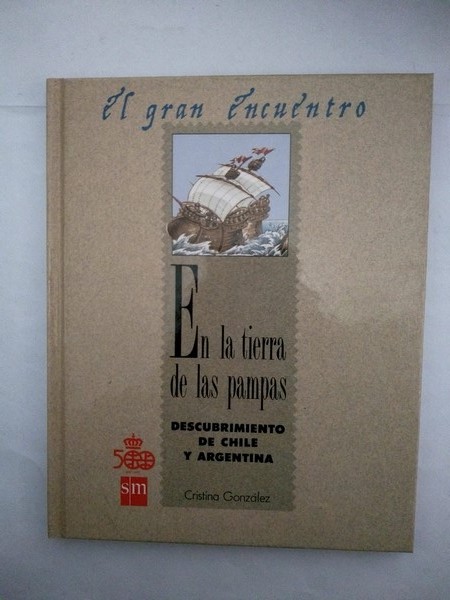 el gran encuentro
En la tierra
de las pampas
DESCUBRIMIENTO
DE CHILE
Y ARGENTINA
500
sm
Cristina González